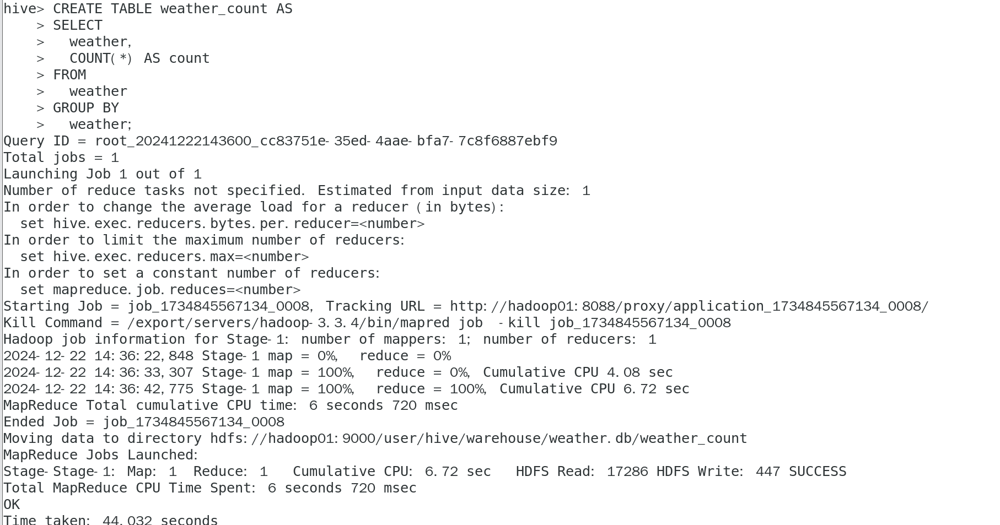 hive> CREATE TABLE weather_count AS
    > SELECT
    >   weather,
    >   COUNT(*) AS count
    > FROM
    >   weather
    > GROUP BY
    >   weather;
Query ID = root_20241222143600_cc83751e-35ed-4aae-bfa7-7c8f6887ebf9
Total jobs = 1
Launching Job 1 out of 1
Number of reduce tasks not specified. Estimated from input data size: 1
In order to change the average load for a reducer (in bytes):
  set hive.exec.reducers.bytes.per.reducer=<number>
In order to limit the maximum number of reducers:
  set hive.exec.reducers.max=<number>
In order to set a constant number of reducers:
  set mapreduce.job.reduces=<number>
Starting Job = job_1734845567134_0008, Tracking URL = http://hadoop01:8088/proxy/application_1734845567134_0008/
Kill Command = /export/servers/hadoop-3.3.4/bin/mapred job  -kill job_1734845567134_0008
Hadoop job information for Stage-1: number of mappers: 1; number of reducers: 1
2024-12-22 14:36:22,848 Stage-1 map = 0%,  reduce = 0%
2024-12-22 14:36:33,307 Stage-1 map = 100%,  reduce = 0%, Cumulative CPU 4.08 sec
2024-12-22 14:36:42,775 Stage-1 map = 100%,  reduce = 100%, Cumulative CPU 6.72 sec
MapReduce Total cumulative CPU time: 6 seconds 720 msec
Ended Job = job_1734845567134_0008
Moving data to directory hdfs://hadoop01:9000/user/hive/warehouse/weather.db/weather_count
MapReduce Jobs Launched:
Stage-Stage-1: Map: 1  Reduce: 1   Cumulative CPU: 6.72 sec   HDFS Read: 17286 HDFS Write: 447 SUCCESS
Total MapReduce CPU Time Spent: 6 seconds 720 msec
OK
Time taken: 44.032 seconds